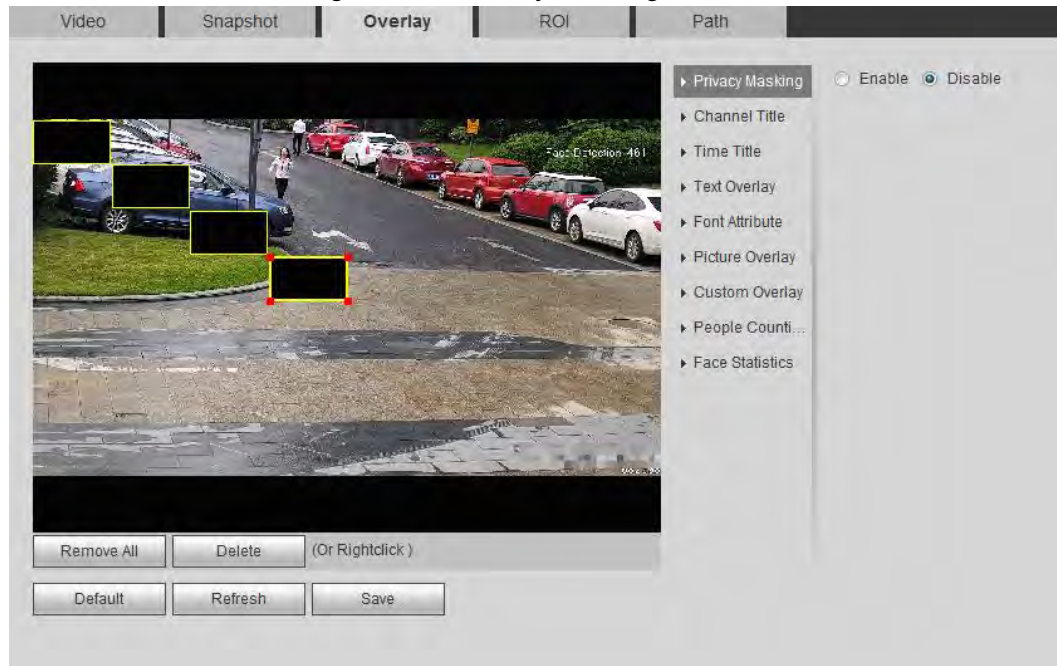 Video Snapshot Overlay ROI Path
Privacy Masking
Enable Disable
Channel Title
Time Title
Text Overlay
Font Attribute
Picture Overlay
Custom Overlay
People Counti...
Face Statistics
Face Detection 461
Remove All Delete (Or Rightclick )
Default Refresh Save